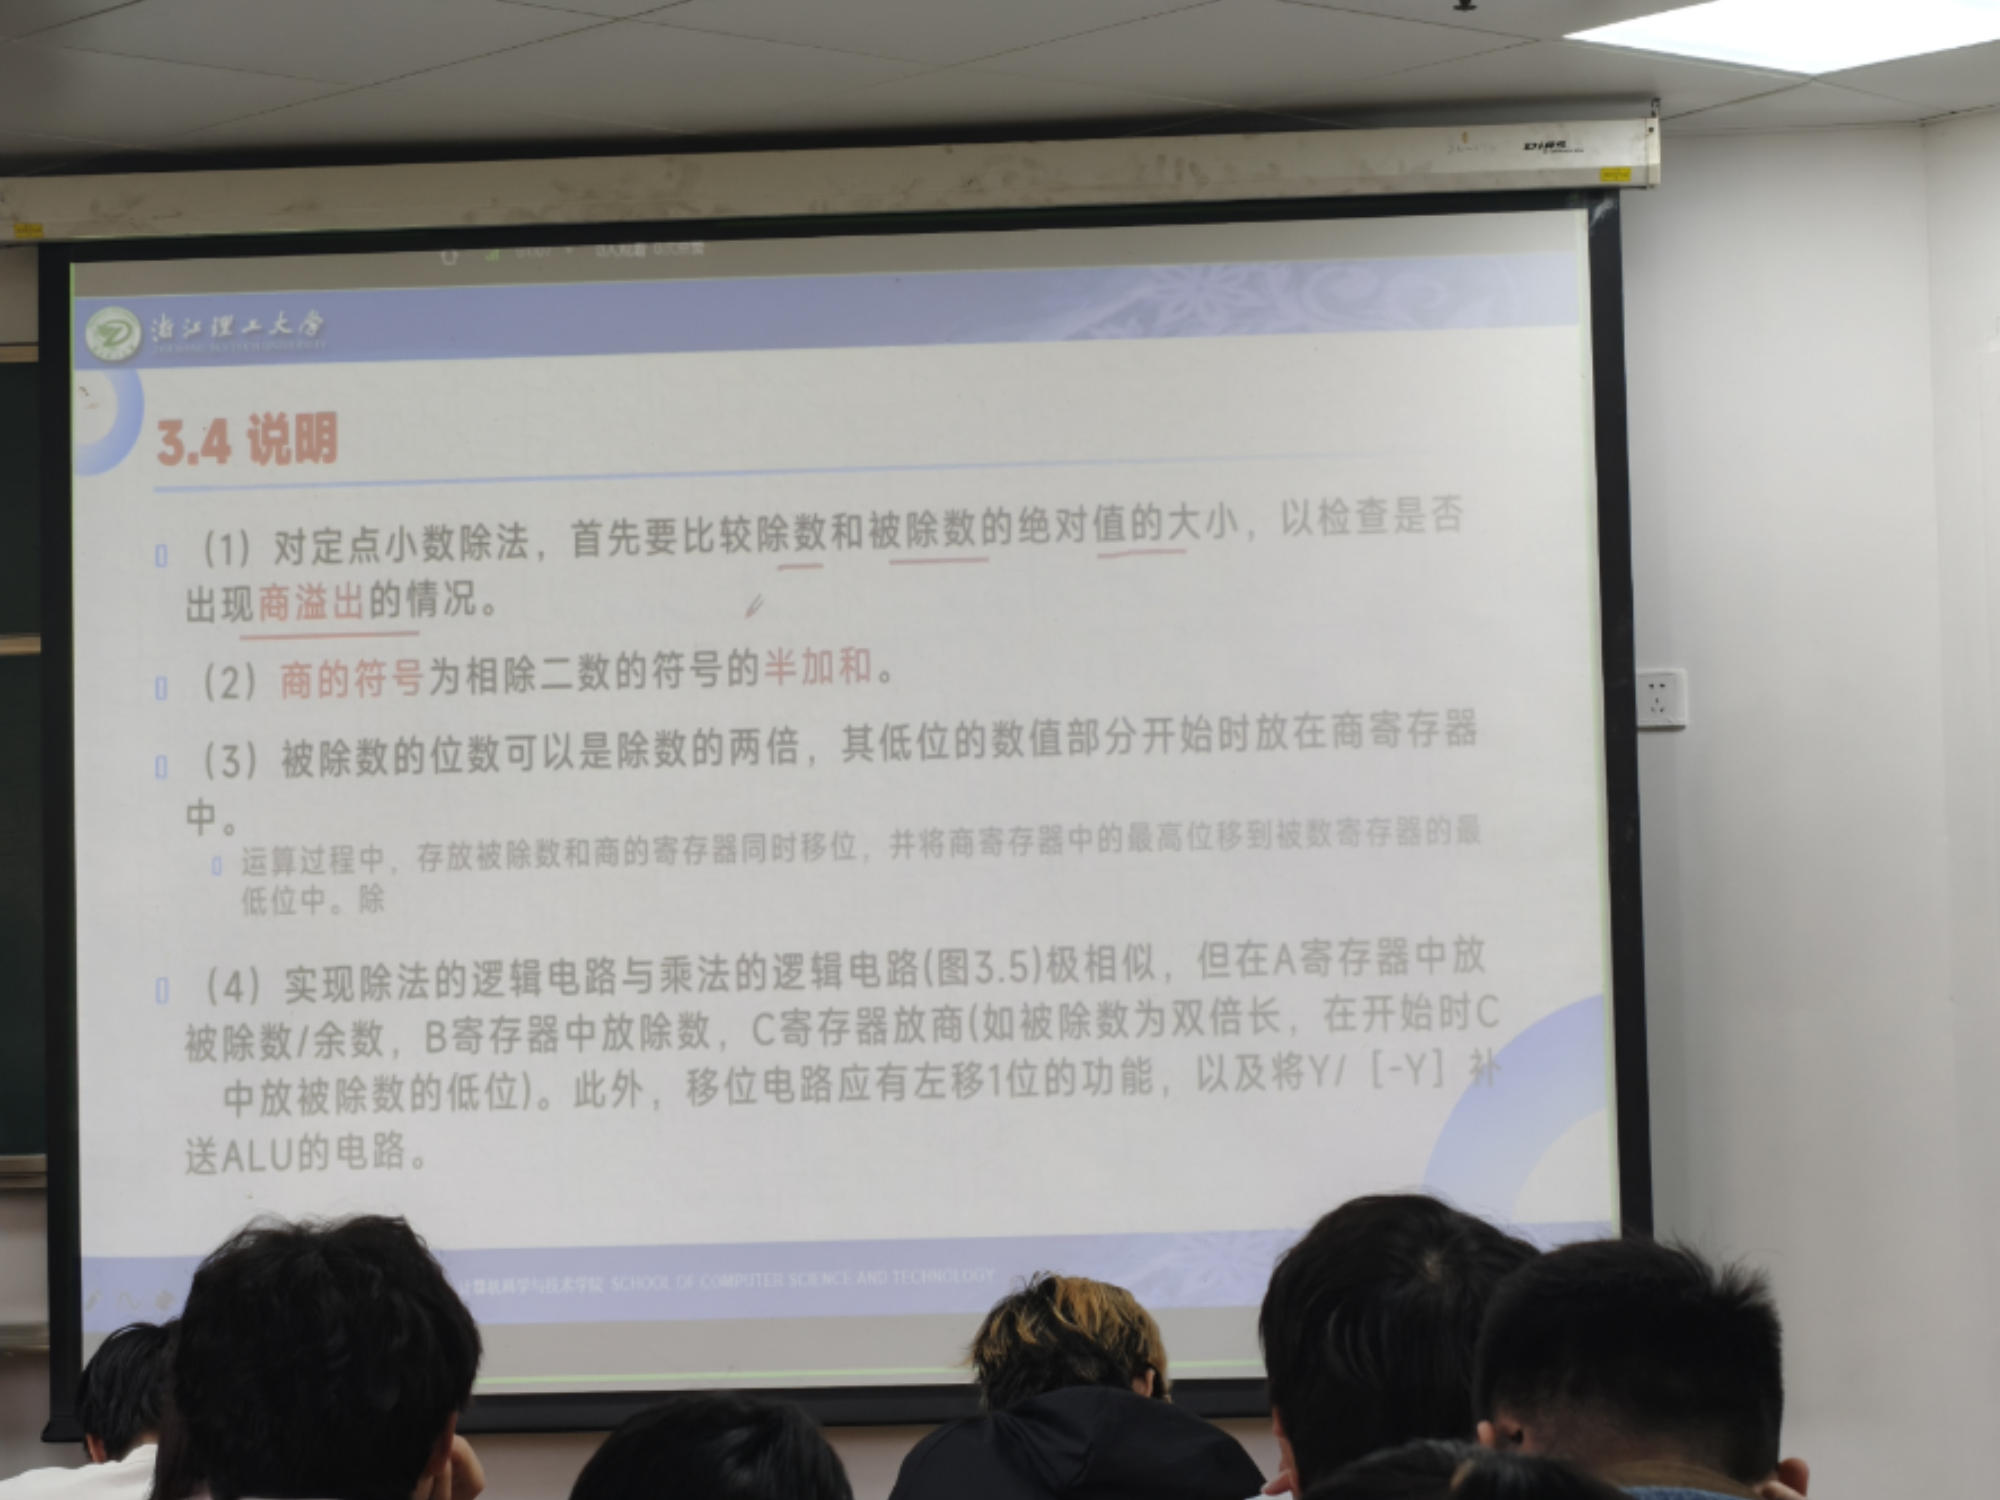 浙江理工大学
3.4 说明
（1）对定点小数除法，首先要比较除数和被除数的绝对值的大小，以检查是否
出现商溢出的情况。
（2）商的符号为相除二数的符号的半加和。
（3）被除数的位数可以是除数的两倍，其低位的数值部分开始时放在商寄存器
中。
运算过程中，存放被除数和商的寄存器同时移位，并将商寄存器中的最高位移到被数寄存器的最
低位中。除
（4）实现除法的逻辑电路与乘法的逻辑电路(图3.5)极相似，但在A寄存器中放
被除数/余数，B寄存器中放除数，C寄存器放商(如被除数为双倍长，在开始时C
中放被除数的低位)。此外，移位电路应有左移1位的功能，以及将Y/［-Y］补
送ALU的电路。
计算机科学与技术学院 SCHOOL OF COMPUTER SCIENCE AND TECHNOLOGY